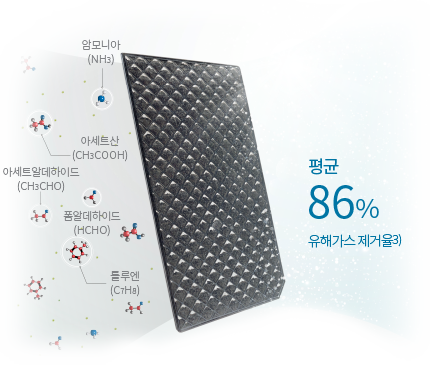 암모니아
(NH3)
아세트산
(CH3COOH)
아세트알데하이드
(CH3CHO)
폼알데하이드
(HCHO)
톨루엔
(C7H8)
평균
86%
유해가스 제거율3)